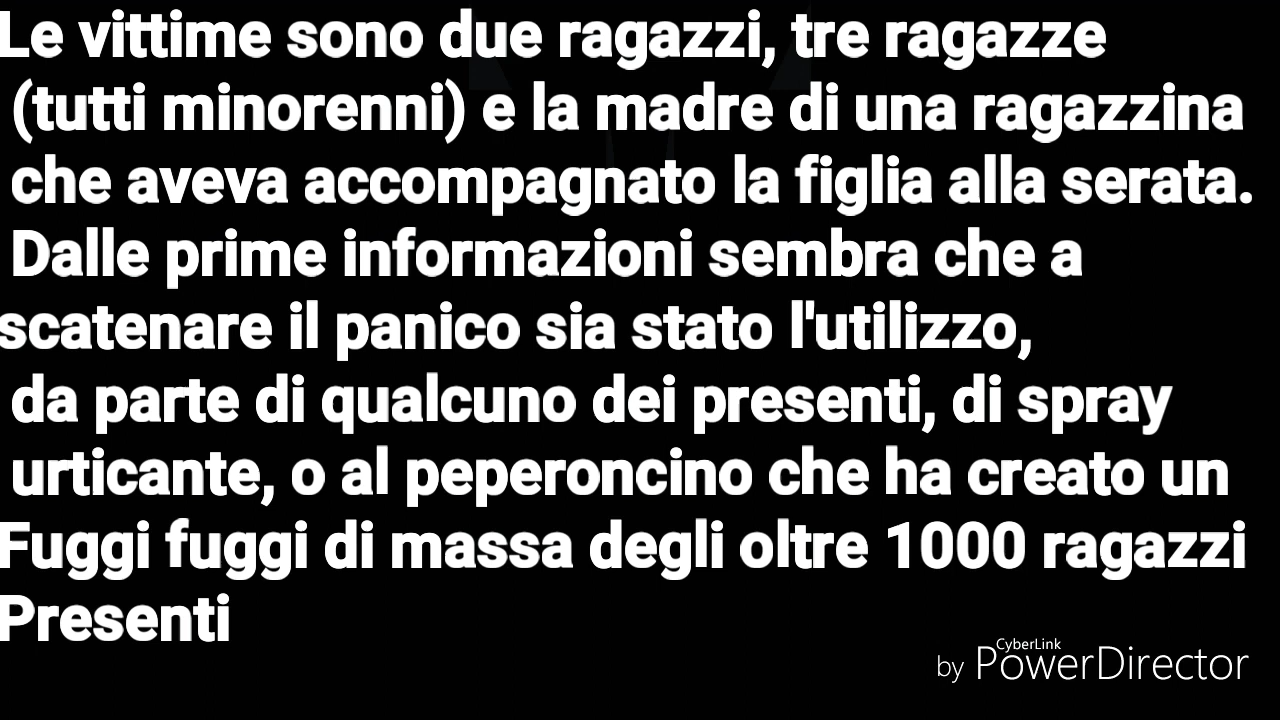 Le vittime sono due ragazzi, tre ragazze
(tutti minorenni) e la madre di una ragazzina
che aveva accompagnato la figlia alla serata.
Dalle prime informazioni sembra che a
scatenare il panico sia stato l'utilizzo,
da parte di qualcuno dei presenti, di spray
urticante, o al peperoncino che ha creato un
Fuggi fuggi di massa degli oltre 1000 ragazzi
Presenti
CyberLink
by PowerDirector